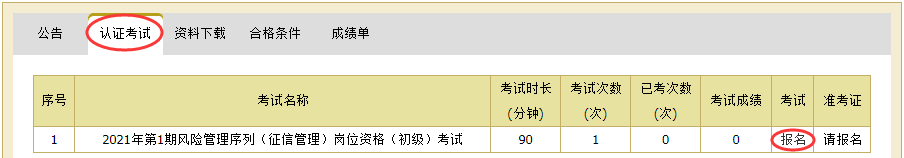 公告 认证考试 资料下载 合格条件 成绩单
序号 考试名称 考试时长(分钟) 考试次数(次) 已考次数(次) 考试成绩 考试 准考证
1 2021年第1期风险管理序列（征信管理）岗位资格（初级）考试 90 1 0 0 报名 请报名